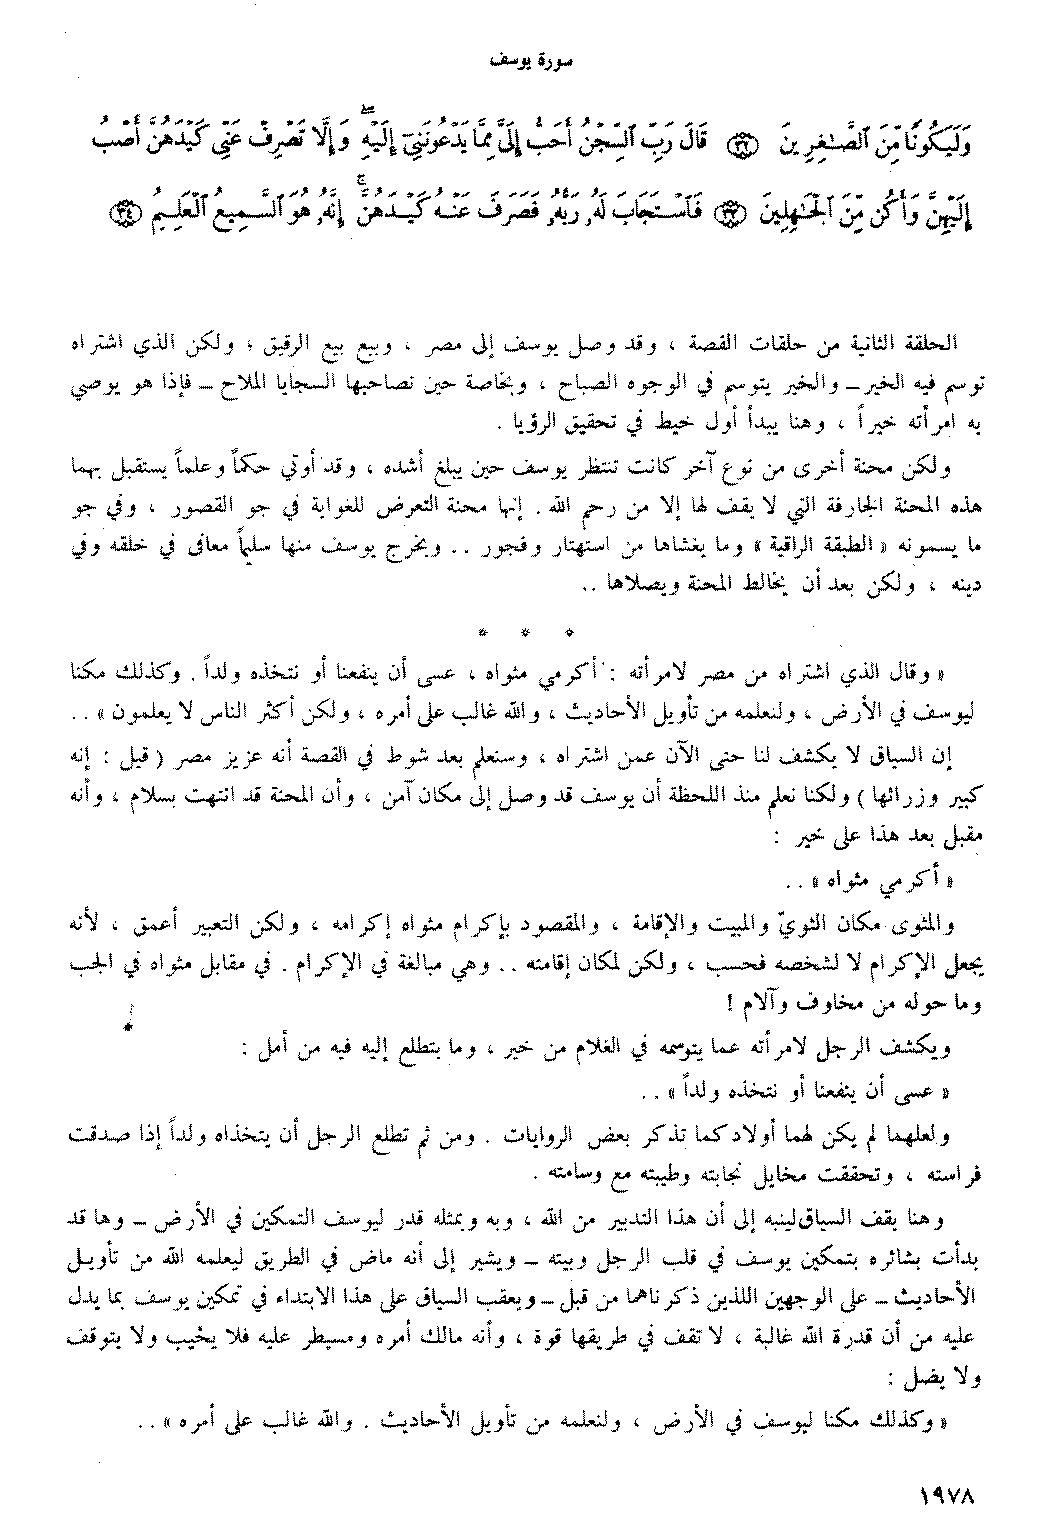 سورة يوسف
وَلَيَكُونًا مِّنَ ٱلصَّـٰغِرِينَ ﴿٣٢﴾ قَالَ رَبِّ ٱلسِّجْنُ أَحَبُّ إِلَىَّ مِمَّا يَدْعُونَنِىٓ إِلَيْهِ ۖ وَإِلَّا تَصْرِفْ عَنِّى كَيْدَهُنَّ أَصْبُ
إِلَيْهِنَّ وَأَكُن مِّنَ ٱلْجَـٰهِلِينَ ﴿٣٣﴾ فَٱسْتَجَابَ لَهُۥ رَبُّهُۥ فَصَرَفَ عَنْهُ كَيْدَهُنَّ ۚ إِنَّهُۥ هُوَ ٱلسَّمِيعُ ٱلْعَلِيمُ ﴿٣٤﴾
الحلقة الثانية من حلقات القصة ، وقد وصل يوسف إلى مصر ، وبيع بيع الرقيق ؛ ولكن الذي اشتراه
توسم فيه الخير ـ والخير يتوسم في الوجوه الصباح ، وبخاصة حين تصاحبها السجايا الملاح ـ فإذا هو يوصي
به امرأته خيراً ، وهنا يبدأ أول خيط في تحقيق الرؤيا .
ولكن محنة أخرى من نوع آخر كانت تنتظر يوسف حين يبلغ أشده ، وقد أوتي حكماً وعلماً يستقبل بهما
هذه المحنة الجارفة التي لا يقف لها إلا من رحم الله . إنها محنة التعرض للغواية في جو القصور ، وفي جو
ما يسمونه « الطبقة الراقية » وما يغشاها من استهتار وفجور .. ويخرج يوسف منها سليماً معافى في خلقه وفي
دينه ، ولكن بعد أن يخالط المحنة ويصلاها ..
* * *
« وقال الذي اشتراه من مصر لامرأته : أكرمي مثواه ، عسى أن ينفعنا أو نتخذه ولداً . وكذلك مكنا
ليوسف في الأرض ، ولنعلمه من تأويل الأحاديث ، والله غالب على أمره ، ولكن أكثر الناس لا يعلمون » ..
إن السياق لا يكشف لنا حتى الآن عمن اشتراه ، وسنعلم بعد شوط في القصة أنه عزيز مصر ( قيل : إنه
كبير وزرائها ) ولكنا نعلم منذ اللحظة أن يوسف قد وصل إلى مكان آمن ، وأن المحنة قد انتهت بسلام ، وأنه
مقبل بعد هذا على خير :
« أكرمي مثواه » ..
والمثوى مكان الثويّ والمبيت والإقامة ، والمقصود بإكرام مثواه إكرامه ، ولكن التعبير أعمق ، لأنه
يجعل الإكرام لا لشخصه فحسب ، ولكن لمكان إقامته .. وهي مبالغة في الإكرام . في مقابل مثواه في الجب
وما حوله من مخاوف وآلام !
ويكشف الرجل لامرأته عما يتوسمه في الغلام من خير ، وما يتطلع إليه فيه من أمل :
« عسى أن ينفعنا أو نتخذه ولداً » ..
ولعلهما لم يكن لهما أولاد كما تذكر بعض الروايات . ومن ثم تطلع الرجل أن يتخذاه ولداً إذا صدقت
فراسته ، وتحققت مخايل نجابته وطيبته مع وسامته .
وهنا يقف السياق لينبه إلى أن هذا التدبير من الله ، وبه وبمثله قدر ليوسف التمكين في الأرض ـ وها قد
بدأت بشائره بتمكين يوسف في قلب الرجل وبيته ـ ويشير إلى أنه ماض في الطريق ليعلمه الله من تأويل
الأحاديث ـ على الوجهين اللذين ذكرناهما من قبل ـ ويعقب السياق على هذا الابتداء في تمكين يوسف بما يدل
عليه من أن قدرة الله غالبة ، لا تقف في طريقها قوة ، وأنه مالك أمره ومسيطر عليه فلا يخيب ولا يتوقف
ولا يضل :
« وكذلك مكنا ليوسف في الأرض ، ولنعلمه من تأويل الأحاديث . والله غالب على أمره » ..
١٩٧٨